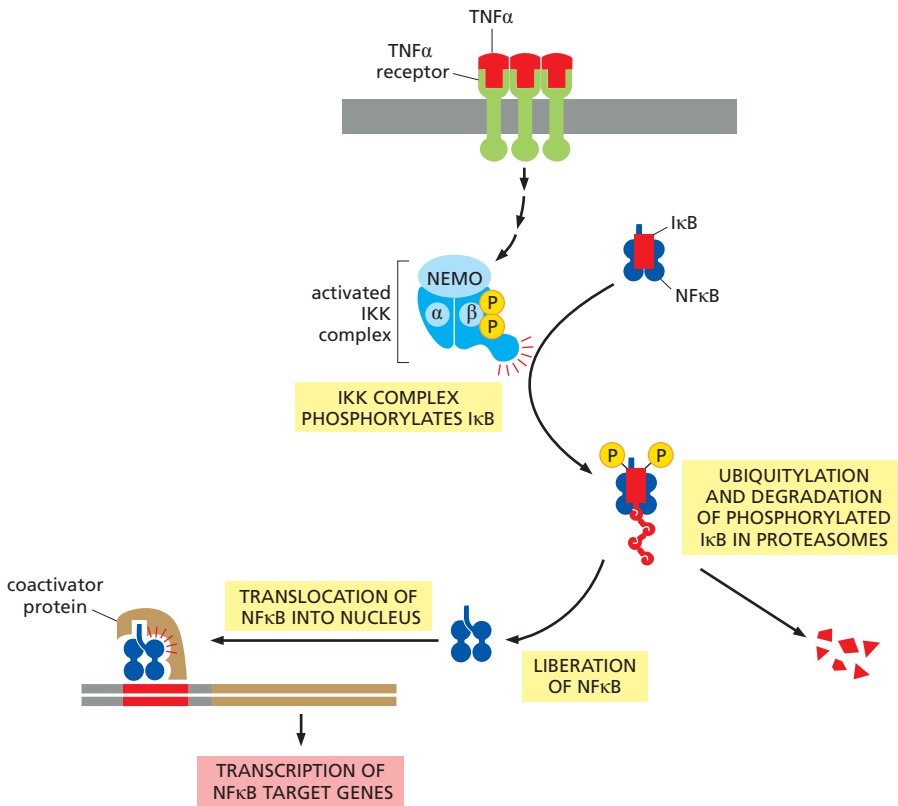 TNFα
TNFα
receptor
IκB
NFκB
NEMO
α
β
P
P
activated
IKK
complex
IKK COMPLEX
PHOSPHORYLATES IκB
P
P
UBIQUITYLATION
AND DEGRADATION
OF PHOSPHORYLATED
IκB IN PROTEASOMES
coactivator
protein
TRANSLOCATION OF
NFκB INTO NUCLEUS
LIBERATION
OF NFκB
TRANSCRIPTION OF
NFκB TARGET GENES